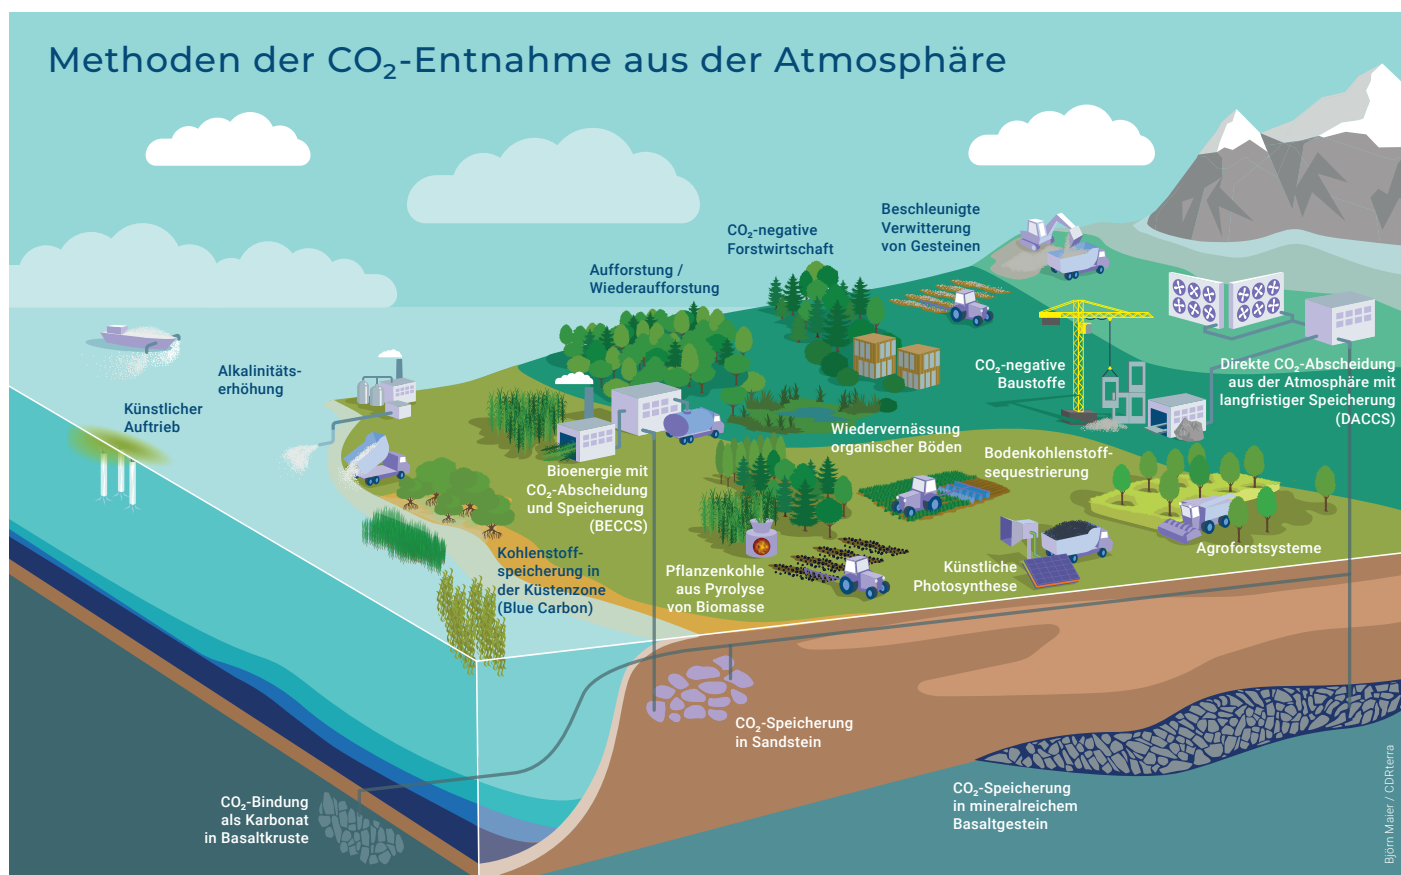 Methoden der CO₂-Entnahme aus der Atmosphäre
Beschleunigte
Verwitterung
von Gesteinen
CO₂-negative
Forstwirtschaft
Aufforstung /
Wiederaufforstung
Alkalinitäts-
erhöhung
Künstlicher
Auftrieb
CO₂-negative
Baustoffe
Direkte CO₂-Abscheidung
aus der Atmosphäre mit
langfristiger Speicherung
(DACCS)
Wiedervernässung
organischer Böden
Bodenkohlenstoff-
sequestrierung
Bioenergie mit
CO₂-Abscheidung
und Speicherung
(BECCS)
Kohlenstoff-
speicherung in
der Küstenzone
(Blue Carbon)
Pflanzenkohle
aus Pyrolyse
von Biomasse
Künstliche
Photosynthese
Agroforstsysteme
CO₂-Speicherung
in Sandstein
CO₂-Speicherung
in mineralreichem
Basaltgestein
CO₂-Bindung
als Karbonat
in Basaltkruste
Björn Maier / CDRterra